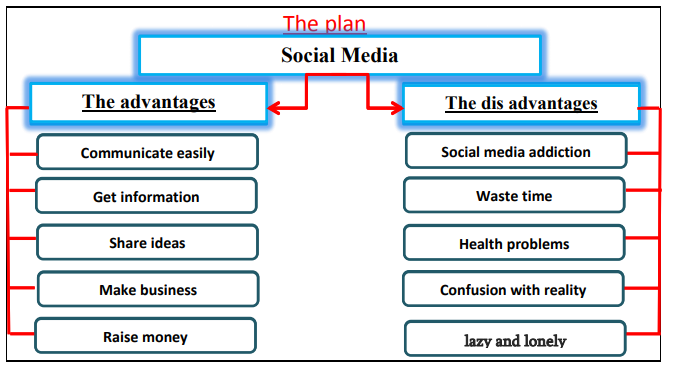 The plan
Social Media
The advantages
Communicate easily
Get information
Share ideas
Make business
Raise money
The dis advantages
Social media addiction
Waste time
Health problems
Confusion with reality
lazy and lonely